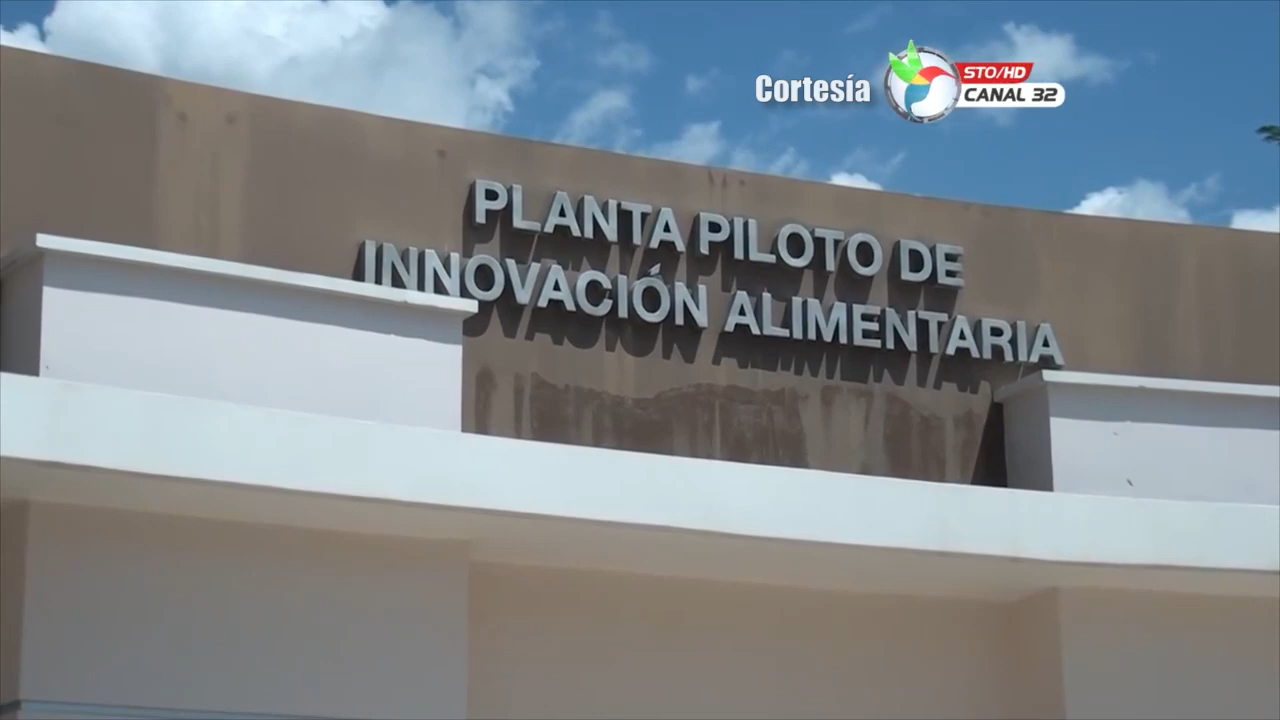 Cortesía
STO/HD
CANAL 32
PLANTA PILOTO DE
INNOVACIÓN ALIMENTARIA